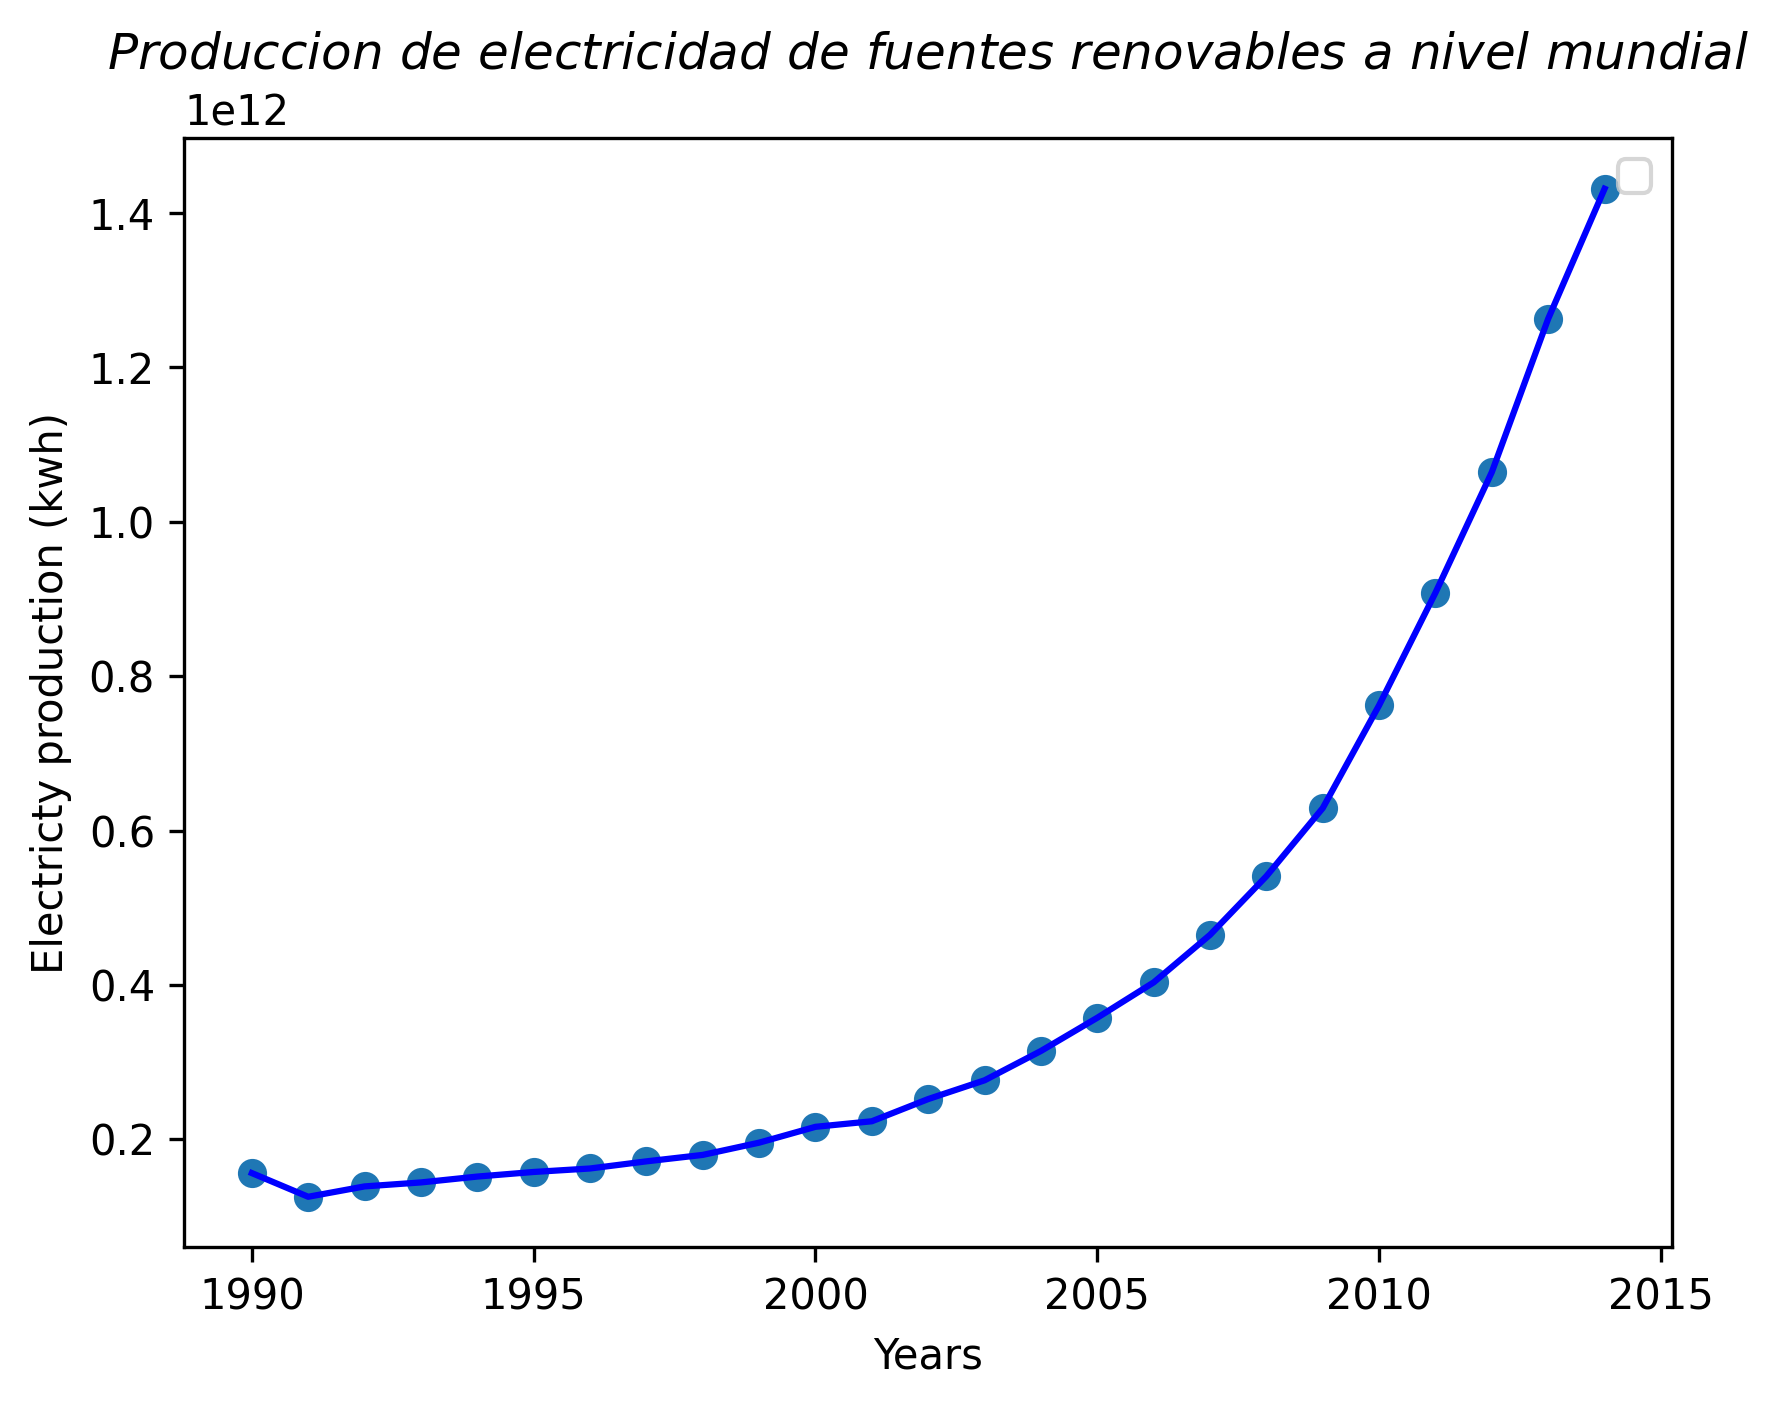 Produccion de electricidad de fuentes renovables a nivel mundial
1e12
1.4
1.2
1.0
0.8
0.6
0.4
0.2
Electricty production (kwh)
1990 1995 2000 2005 2010 2015
Years